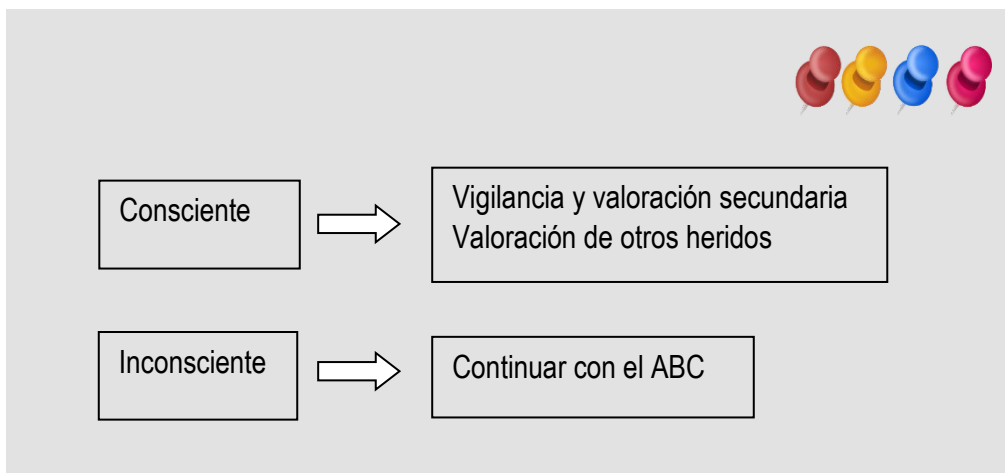 Consciente
Vigilancia y valoración secundaria
Valoración de otros heridos
Inconsciente
Continuar con el ABC